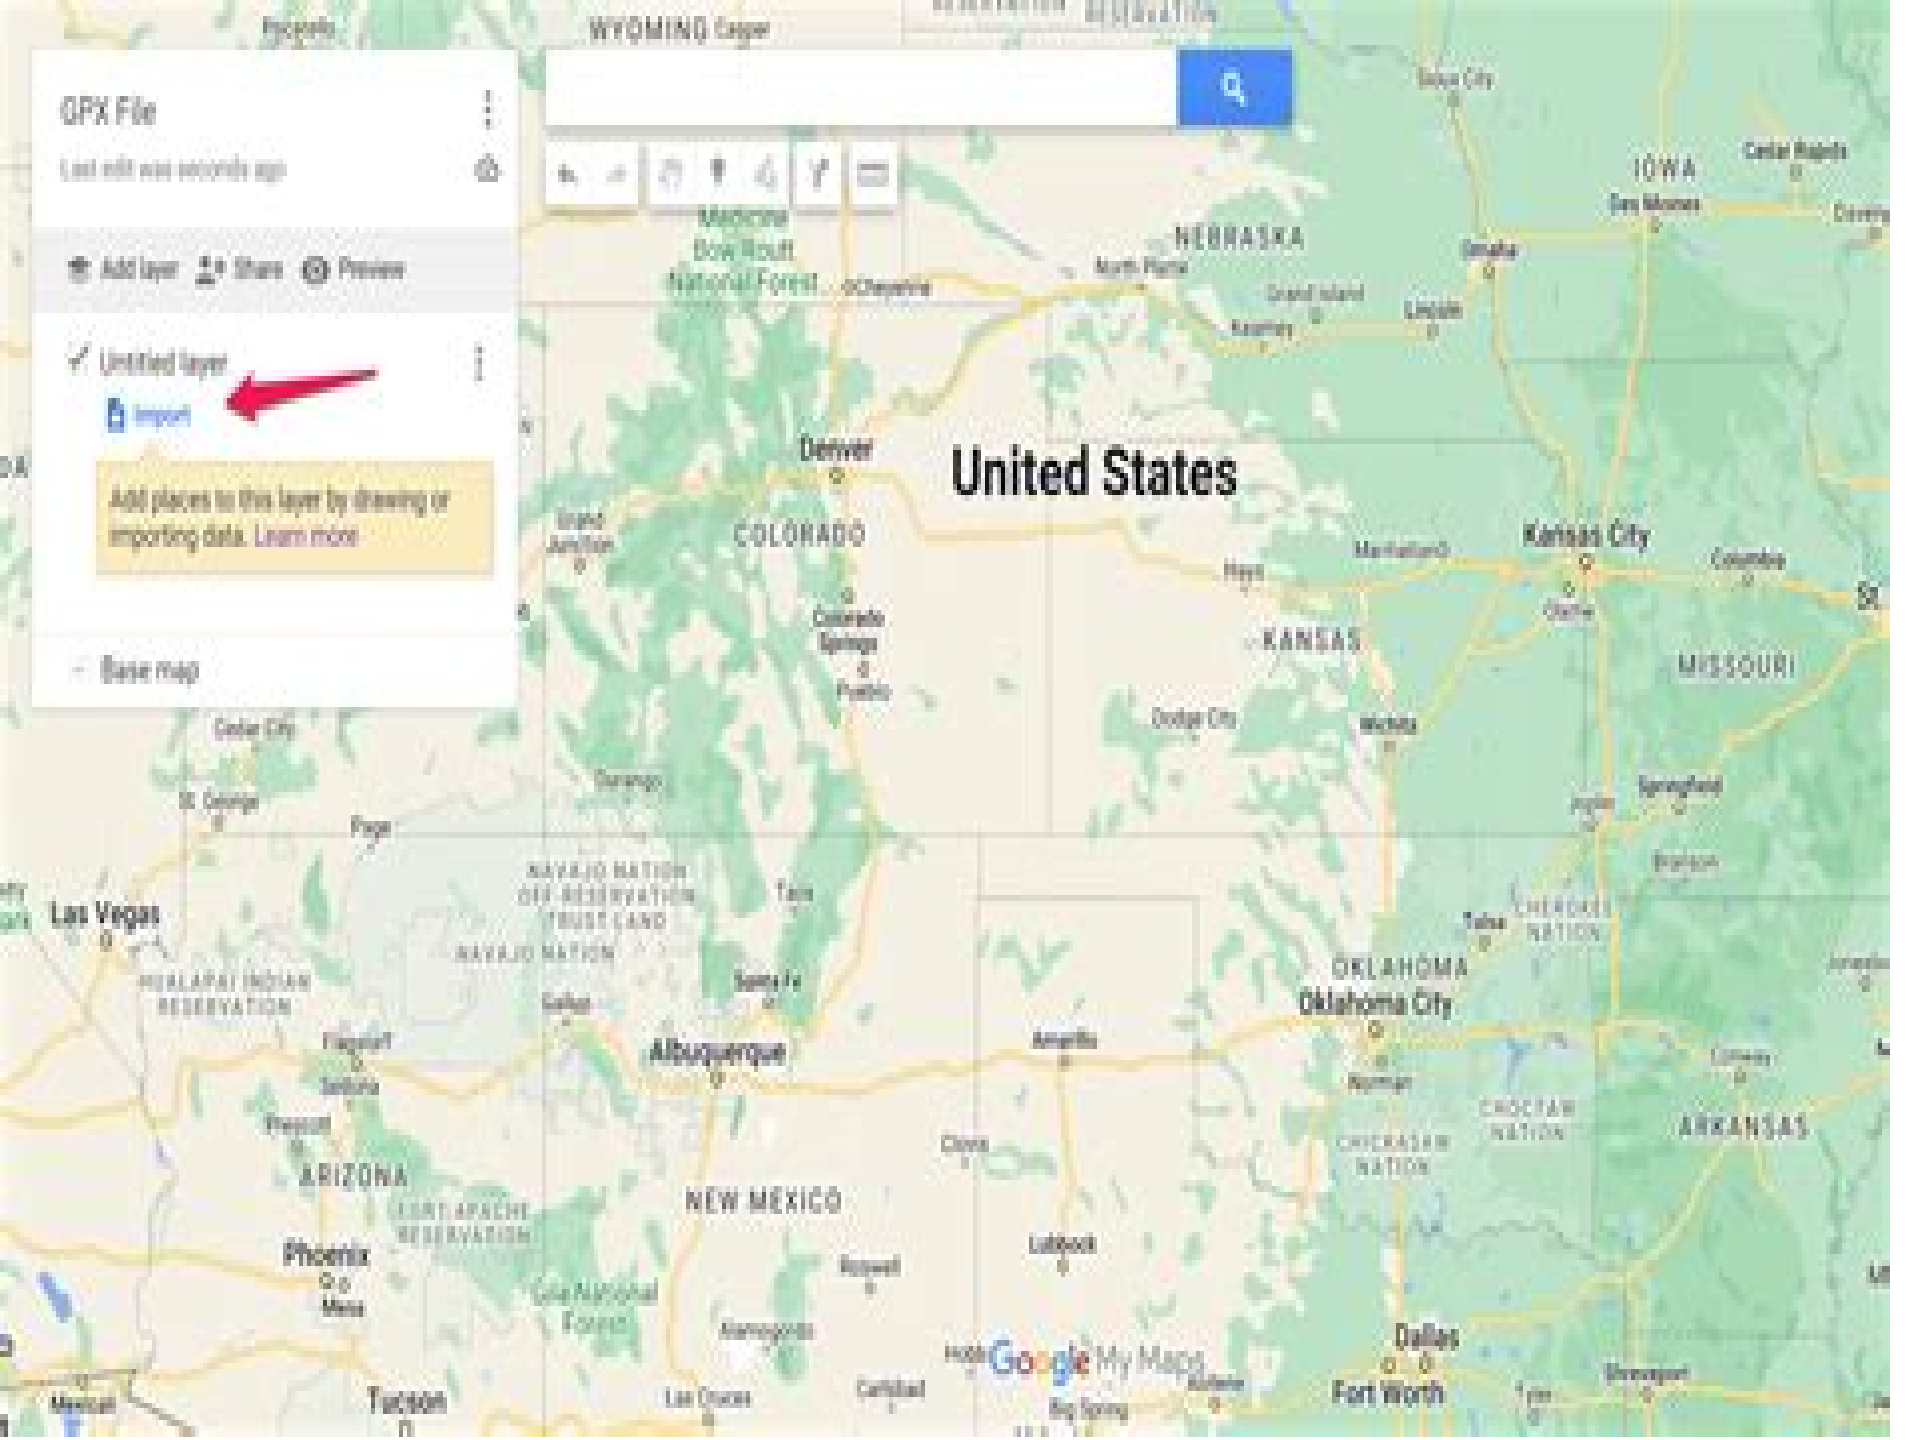 WYOMING Casper
RESERVATION
RESERVATION
GPX File
Last edit was seconds ago
Add layer Share Preview
Untitled layer
Import
Add places to this layer by drawing or
importing data. Learn more
Base map
Sioux City
IOWA
Cedar Rapids
Des Moines
Medicine
Bow Routt
National Forest
Cheyenne
NEBRASKA
North Platte
Omaha
Grand Island
Kearney
Lincoln
Denver
United States
Grand
Junction
COLORADO
Kansas City
Manhattan
Columbia
Hays
Olathe
St.
Colorado
Springs
KANSAS
MISSOURI
Pueblo
Dodge City
Wichita
Cedar City
Durango
St. George
Springfield
Joplin
Page
Branson
NAVAJO NATION
OFF-RESERVATION
TRUST LAND
Taos
Las Vegas
CHEROKEE
NATION
Tulsa
NAVAJO NATION
HUALAPAI INDIAN
RESERVATION
Santa Fe
OKLAHOMA
Oklahoma City
Gallup
Flagstaff
Albuquerque
Amarillo
Conway
Sedona
Norman
Prescott
CHOCTAW
NATION
ARKANSAS
Clovis
CHICKASAW
NATION
ARIZONA
NEW MEXICO
FORT APACHE
RESERVATION
Phoenix
Lubbock
Roswell
Mesa
Gila National
Forest
Alamogordo
Dallas
Google My Maps
Fort Worth
Abilene
Shreveport
Tyler
Mexicali
Tucson
Las Cruces
Carlsbad
Big Spring